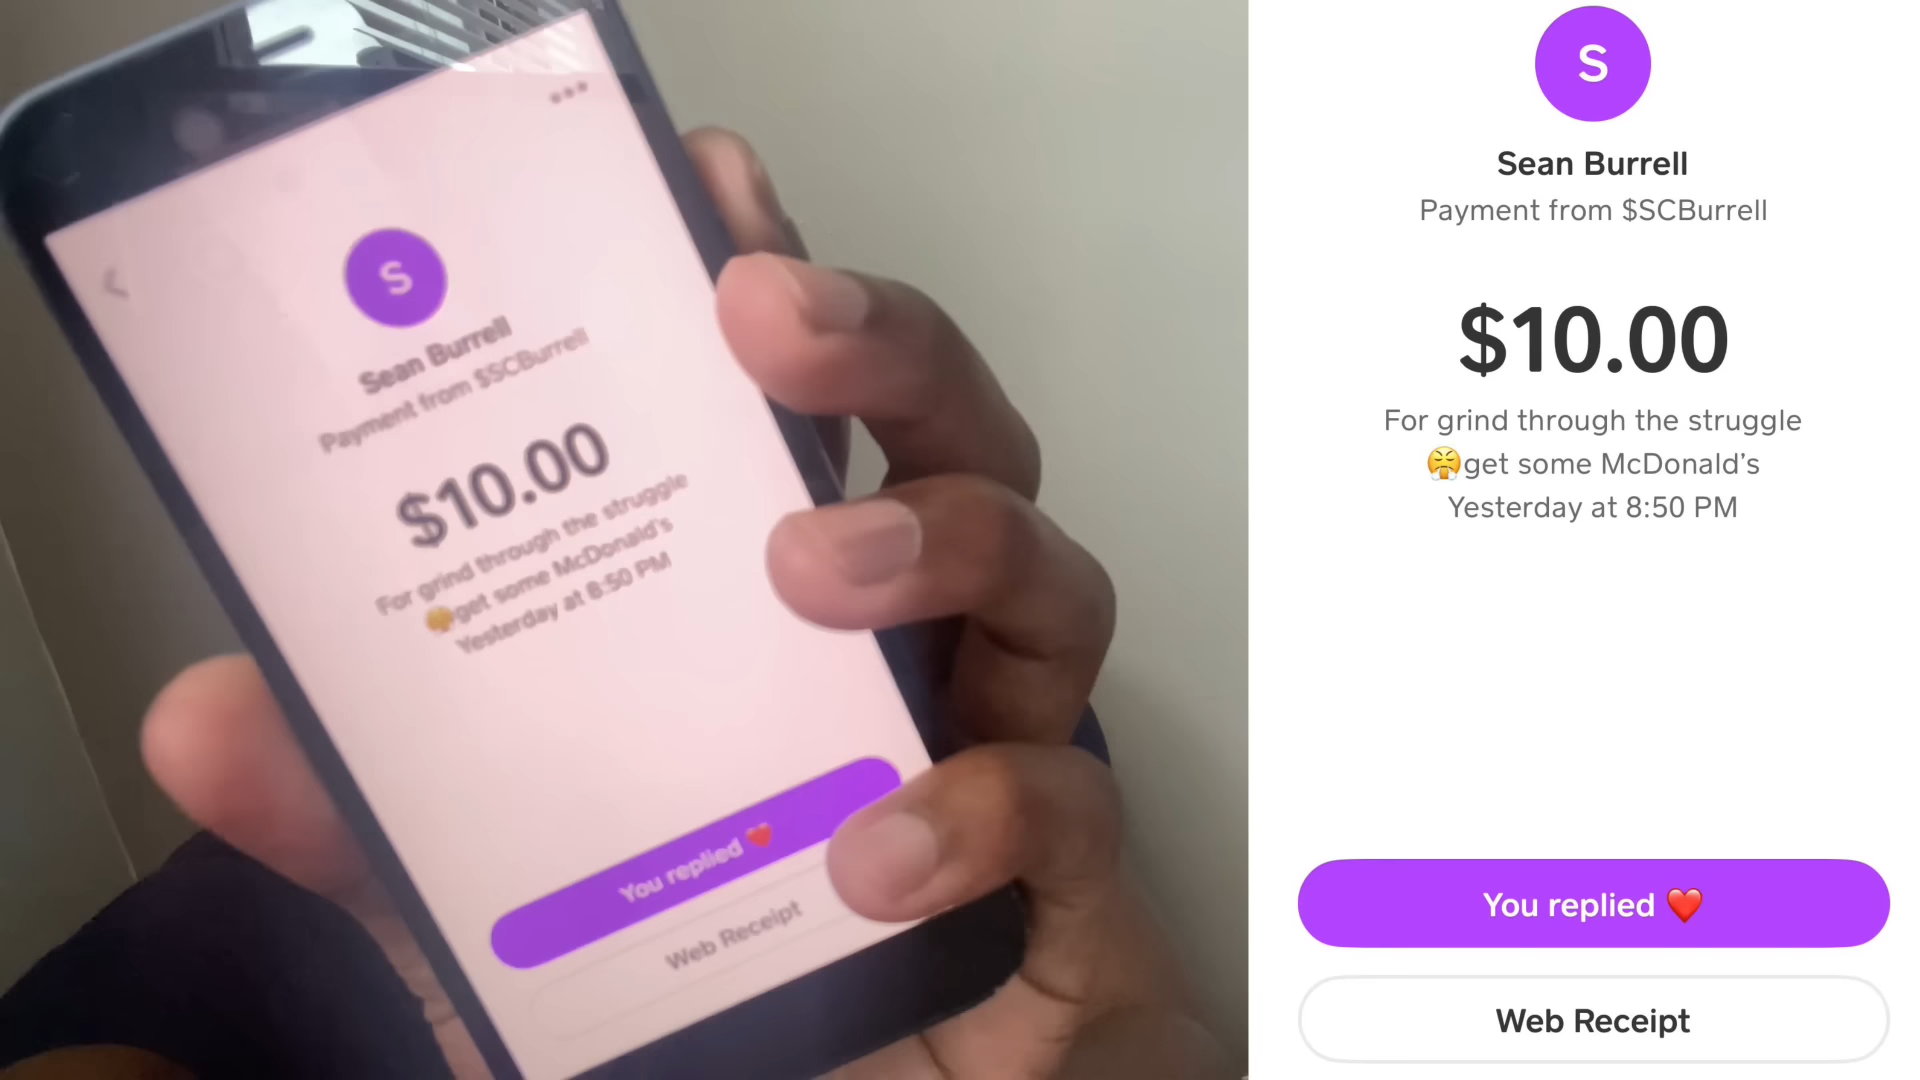 S
Sean Burrell
Payment from $SCBurrell
$10.00
For grind through the struggle
😤get some McDonald's
Yesterday at 8:50 PM
You replied ❤️
Web Receipt
S
Sean Burrell
Payment from $SCBurrell
$10.00
For grind through the struggle
😤get some McDonald’s
Yesterday at 8:50 PM
You replied ❤️
Web Receipt